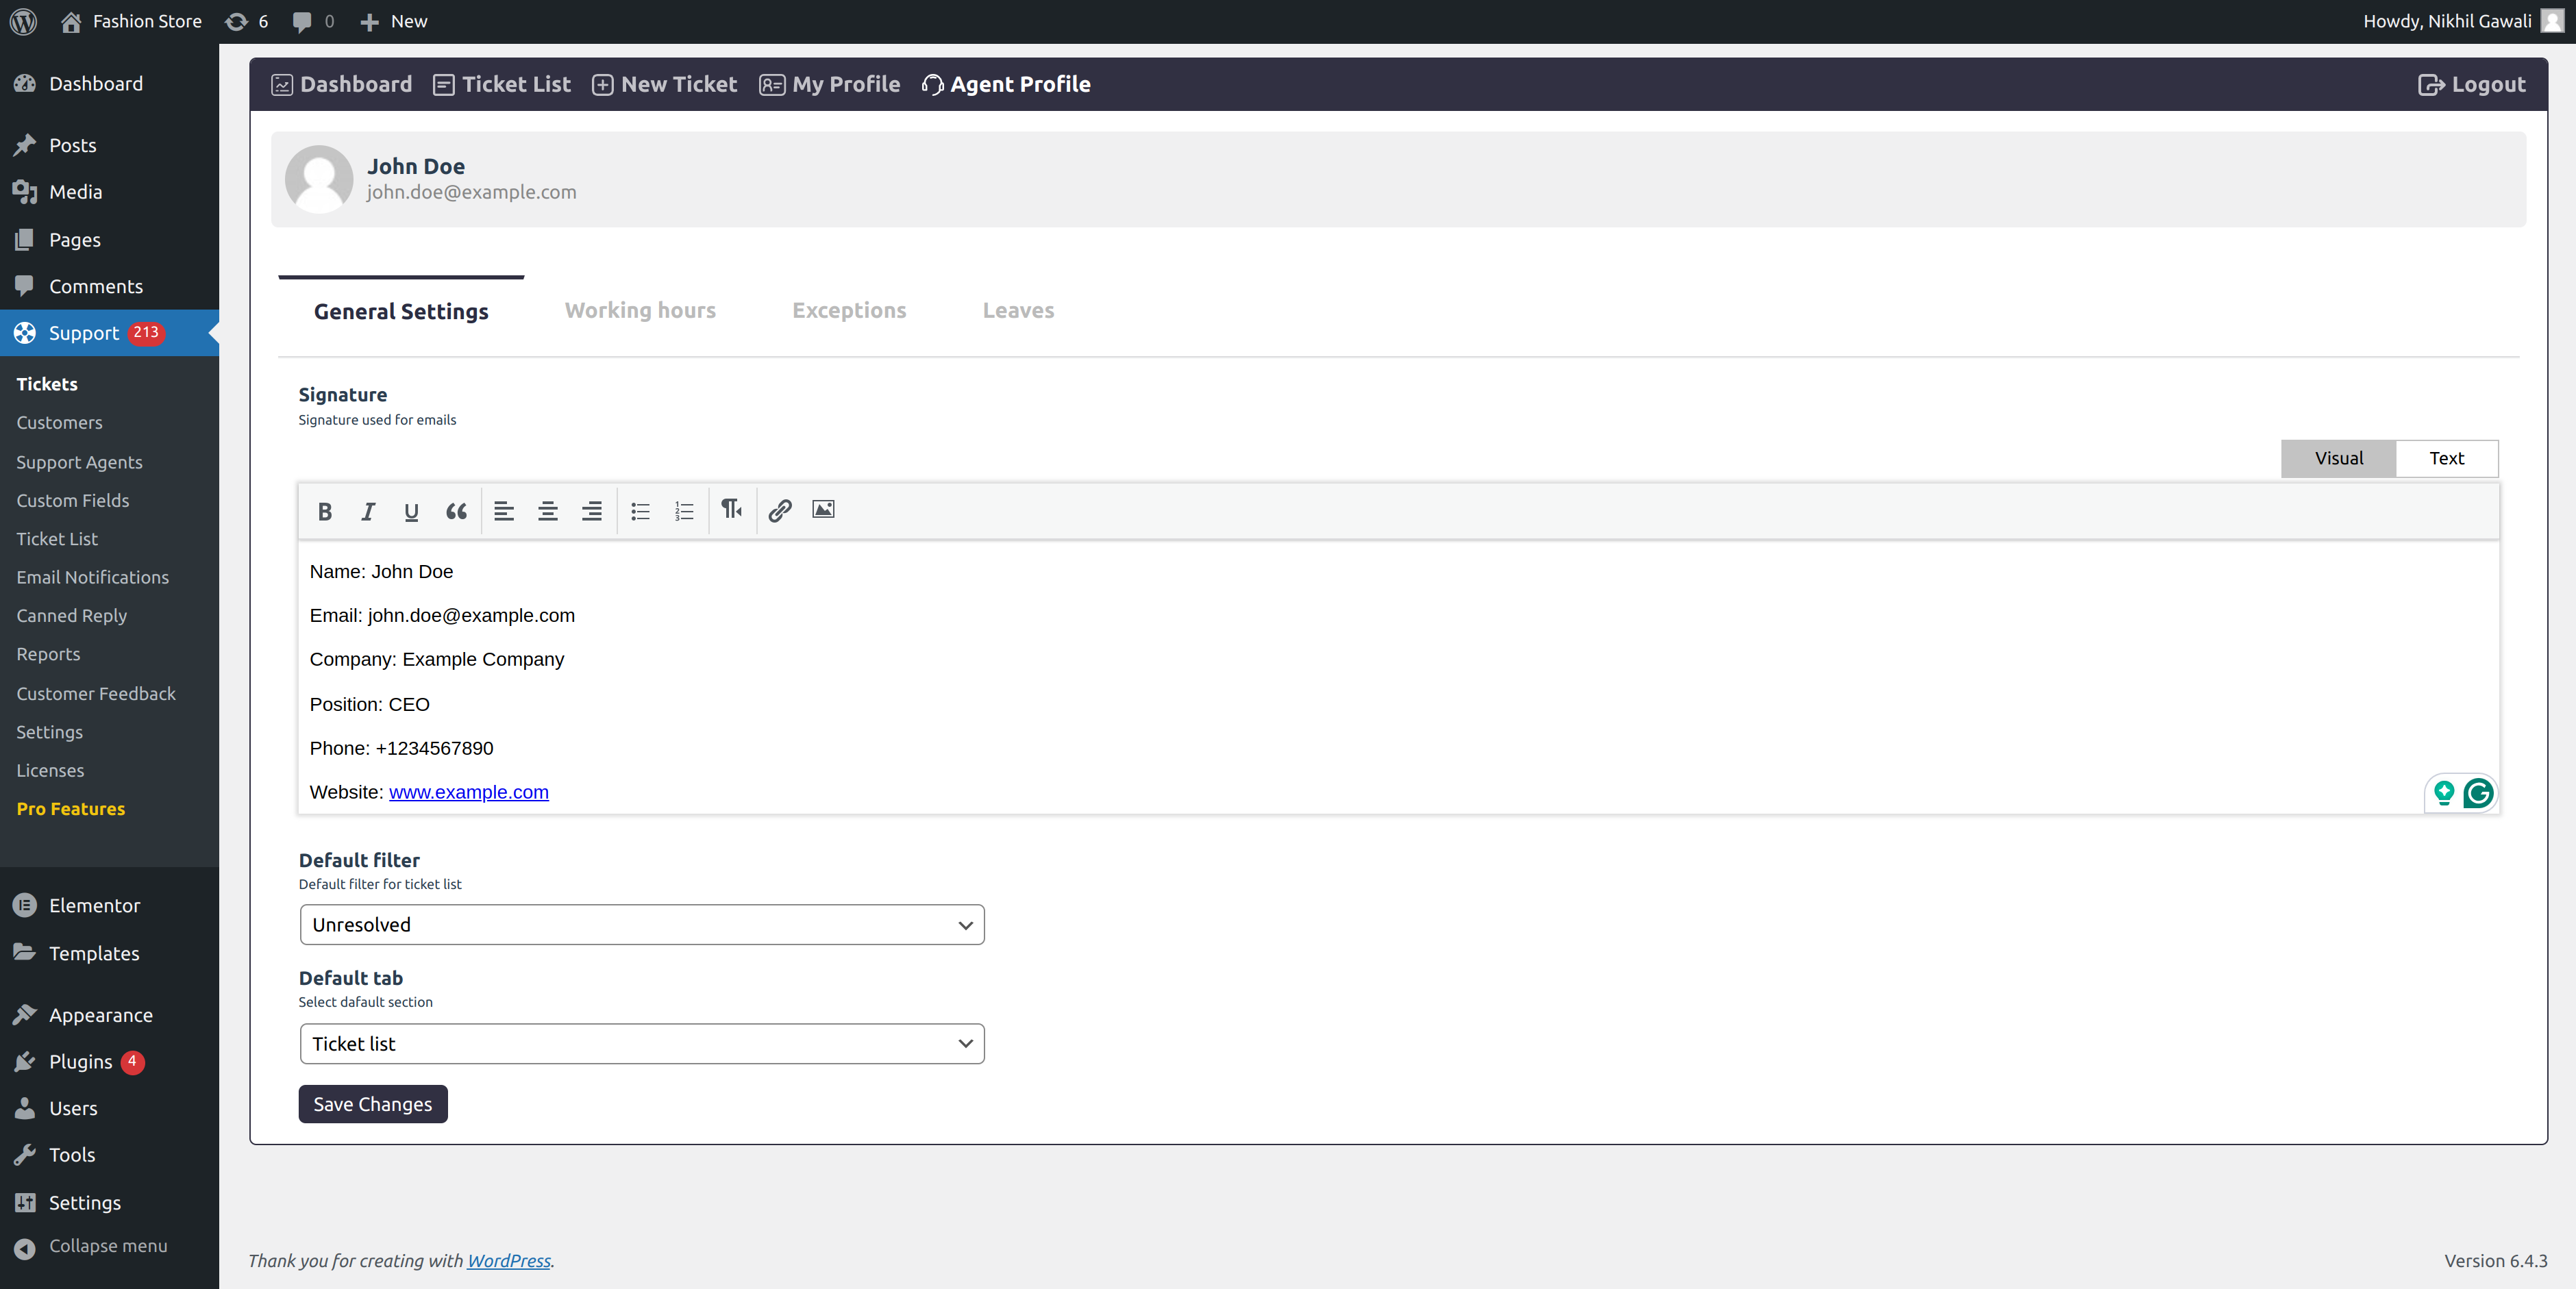 Fashion Store 6 0 New Howdy, Nikhil Gawali
Dashboard
Posts
Media
Pages
Comments
Support 213
Tickets
Customers
Support Agents
Custom Fields
Ticket List
Email Notifications
Canned Reply
Reports
Customer Feedback
Settings
Licenses
Pro Features
Elementor
Templates
Appearance
Plugins 4
Users
Tools
Settings
Collapse menu
Dashboard Ticket List New Ticket My Profile Agent Profile Logout
John Doe
john.doe@example.com
General Settings Working hours Exceptions Leaves
Signature
Signature used for emails
Visual Text
Name: John Doe
Email: john.doe@example.com
Company: Example Company
Position: CEO
Phone: +1234567890
Website: www.example.com
Default filter
Default filter for ticket list
Unresolved
Default tab
Select dafault section
Ticket list
Save Changes
Thank you for creating with WordPress. Version 6.4.3